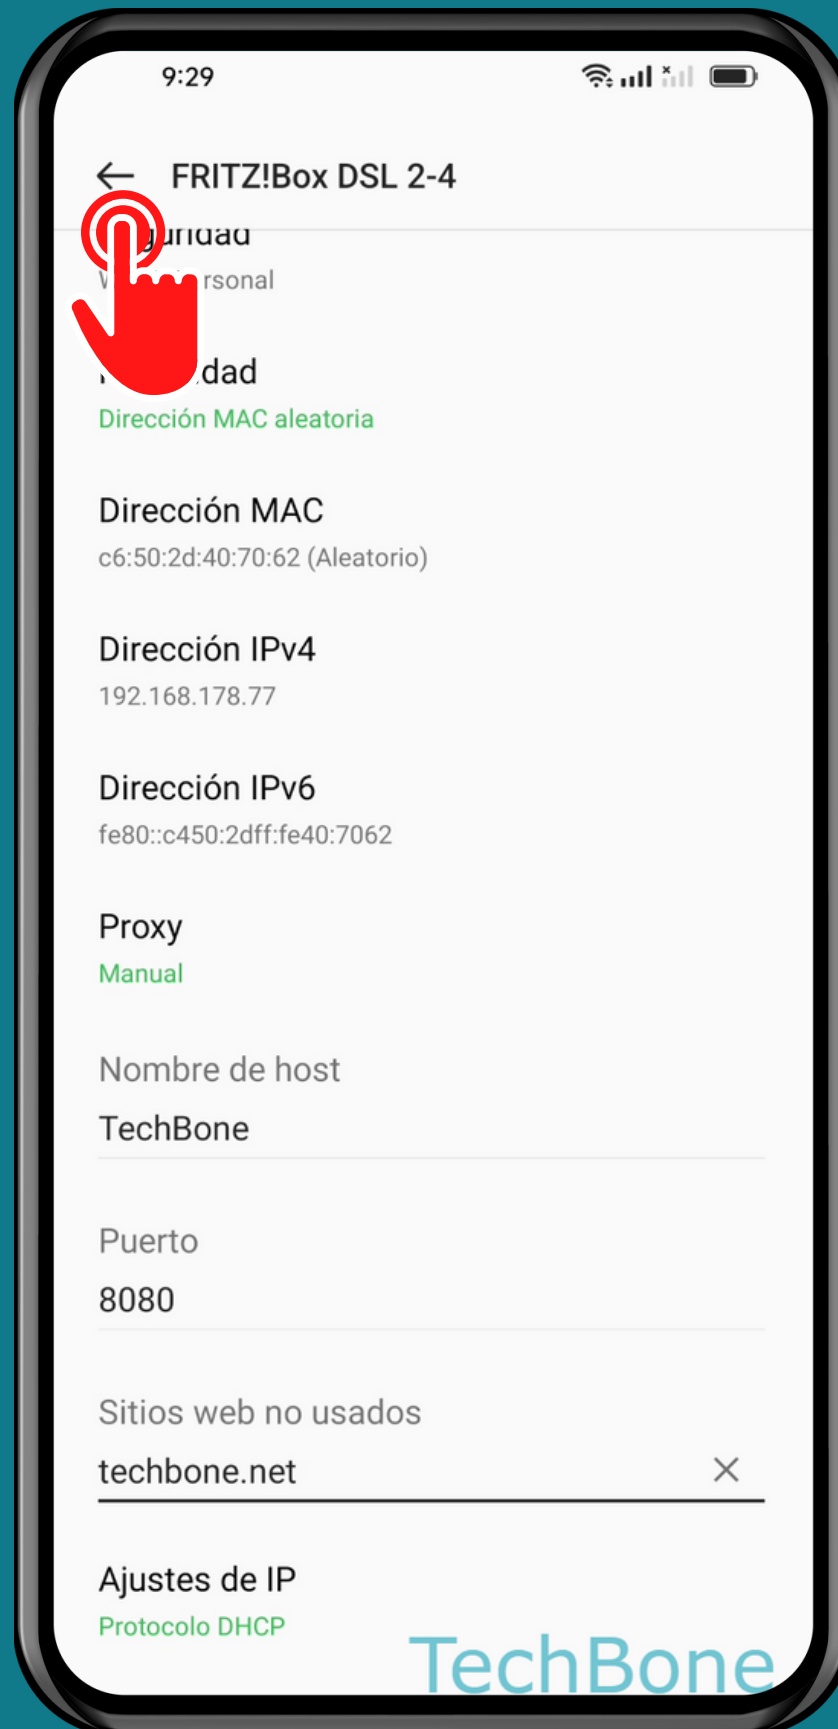 9:29
FRITZ!Box DSL 2-4
Dirección MAC aleatoria
Dirección MAC
c6:50:2d:40:70:62 (Aleatorio)
Dirección IPv4
192.168.178.77
Dirección IPv6
fe80::c450:2dff:fe40:7062
Proxy
Manual
Nombre de host
TechBone
Puerto
8080
Sitios web no usados
techbone.net
Ajustes de IP
Protocolo DHCP
TechBone